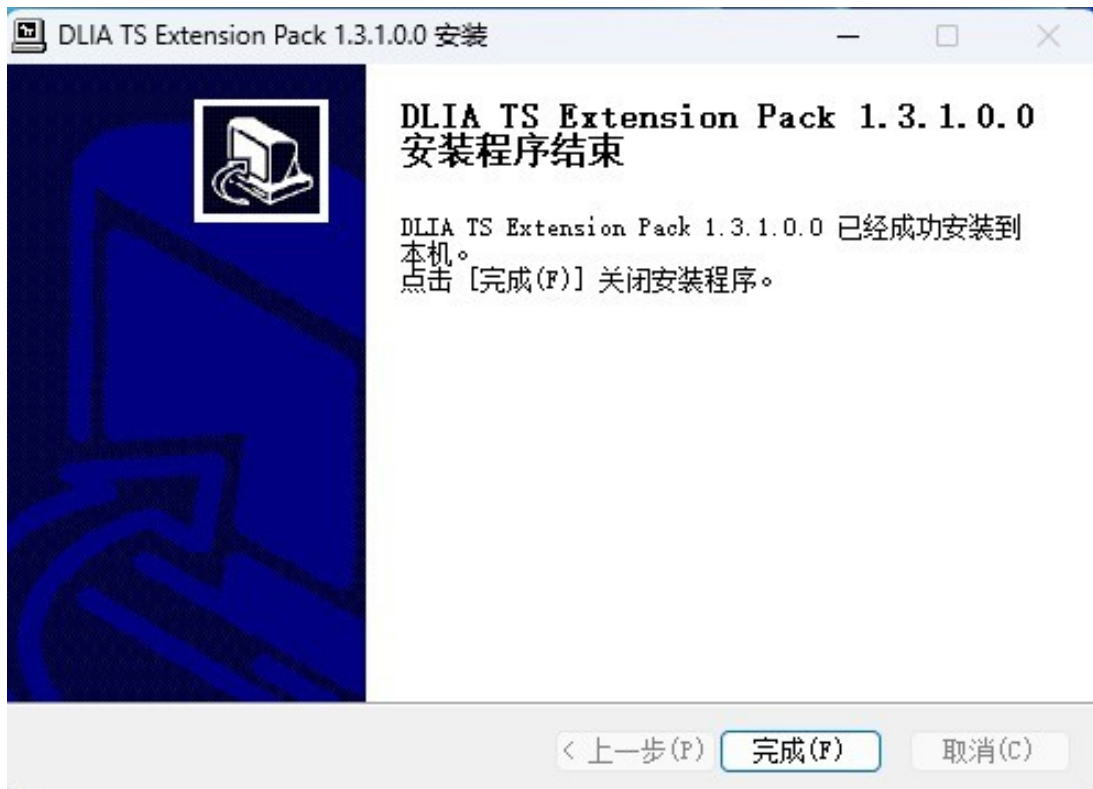 DLIA TS Extension Pack 1.3.1.0.0 安装
DLIA TS Extension Pack 1.3.1.0.0
安装程序结束
DLIA TS Extension Pack 1.3.1.0.0 已经成功安装到
本机。
点击 [完成(F)] 关闭安装程序。
< 上一步(P) 完成(F) 取消(C)